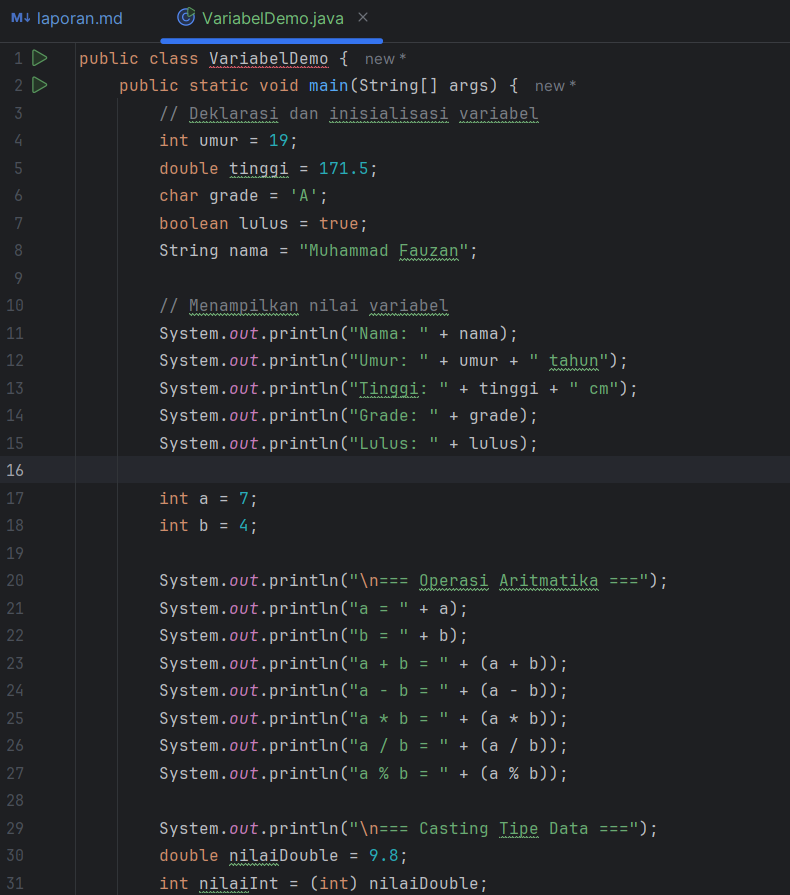 M↓ laporan.md
VariabelDemo.java
1 public class VariabelDemo { new *
2 public static void main(String[] args) { new *
3 // Deklarasi dan inisialisasi variabel
4 int umur = 19;
5 double tinggi = 171.5;
6 char grade = 'A';
7 boolean lulus = true;
8 String nama = "Muhammad Fauzan";
9
10 // Menampilkan nilai variabel
11 System.out.println("Nama: " + nama);
12 System.out.println("Umur: " + umur + " tahun");
13 System.out.println("Tinggi: " + tinggi + " cm");
14 System.out.println("Grade: " + grade);
15 System.out.println("Lulus: " + lulus);
16
17 int a = 7;
18 int b = 4;
19
20 System.out.println("\n=== Operasi Aritmatika ===");
21 System.out.println("a = " + a);
22 System.out.println("b = " + b);
23 System.out.println("a + b = " + (a + b));
24 System.out.println("a - b = " + (a - b));
25 System.out.println("a * b = " + (a * b));
26 System.out.println("a / b = " + (a / b));
27 System.out.println("a % b = " + (a % b));
28
29 System.out.println("\n=== Casting Tipe Data ===");
30 double nilaiDouble = 9.8;
31 int nilaiInt = (int) nilaiDouble;